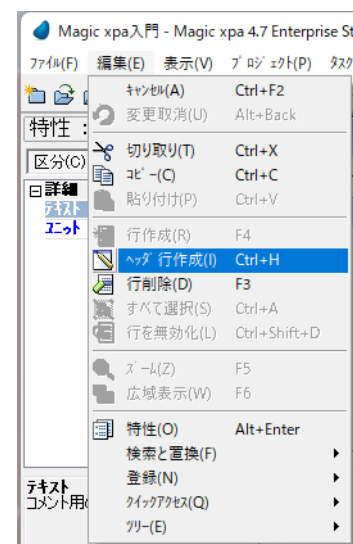 Magic xpa入門 - Magic xpa 4.7 Enterprise St
ファイル(F) 編集(E) 表示(V) プロジェクト(P) タスク
キャンセル(A) Ctrl+F2
変更取消(U) Alt+Back
特性 :
切り取り(T) Ctrl+X
区分(C)
コピー(C) Ctrl+C
詳細
貼り付け(P) Ctrl+V
テキスト
ユニット
行作成(R) F4
ヘッダ行作成(I) Ctrl+H
行削除(D) F3
すべて選択(S) Ctrl+A
行を無効化(L) Ctrl+Shift+D
ズーム(Z) F5
広域表示(W) F6
特性(O) Alt+Enter
検索と置換(F)
登録(N)
テキスト
コメント用の
クイックアクセス(Q)
ツリー(E)